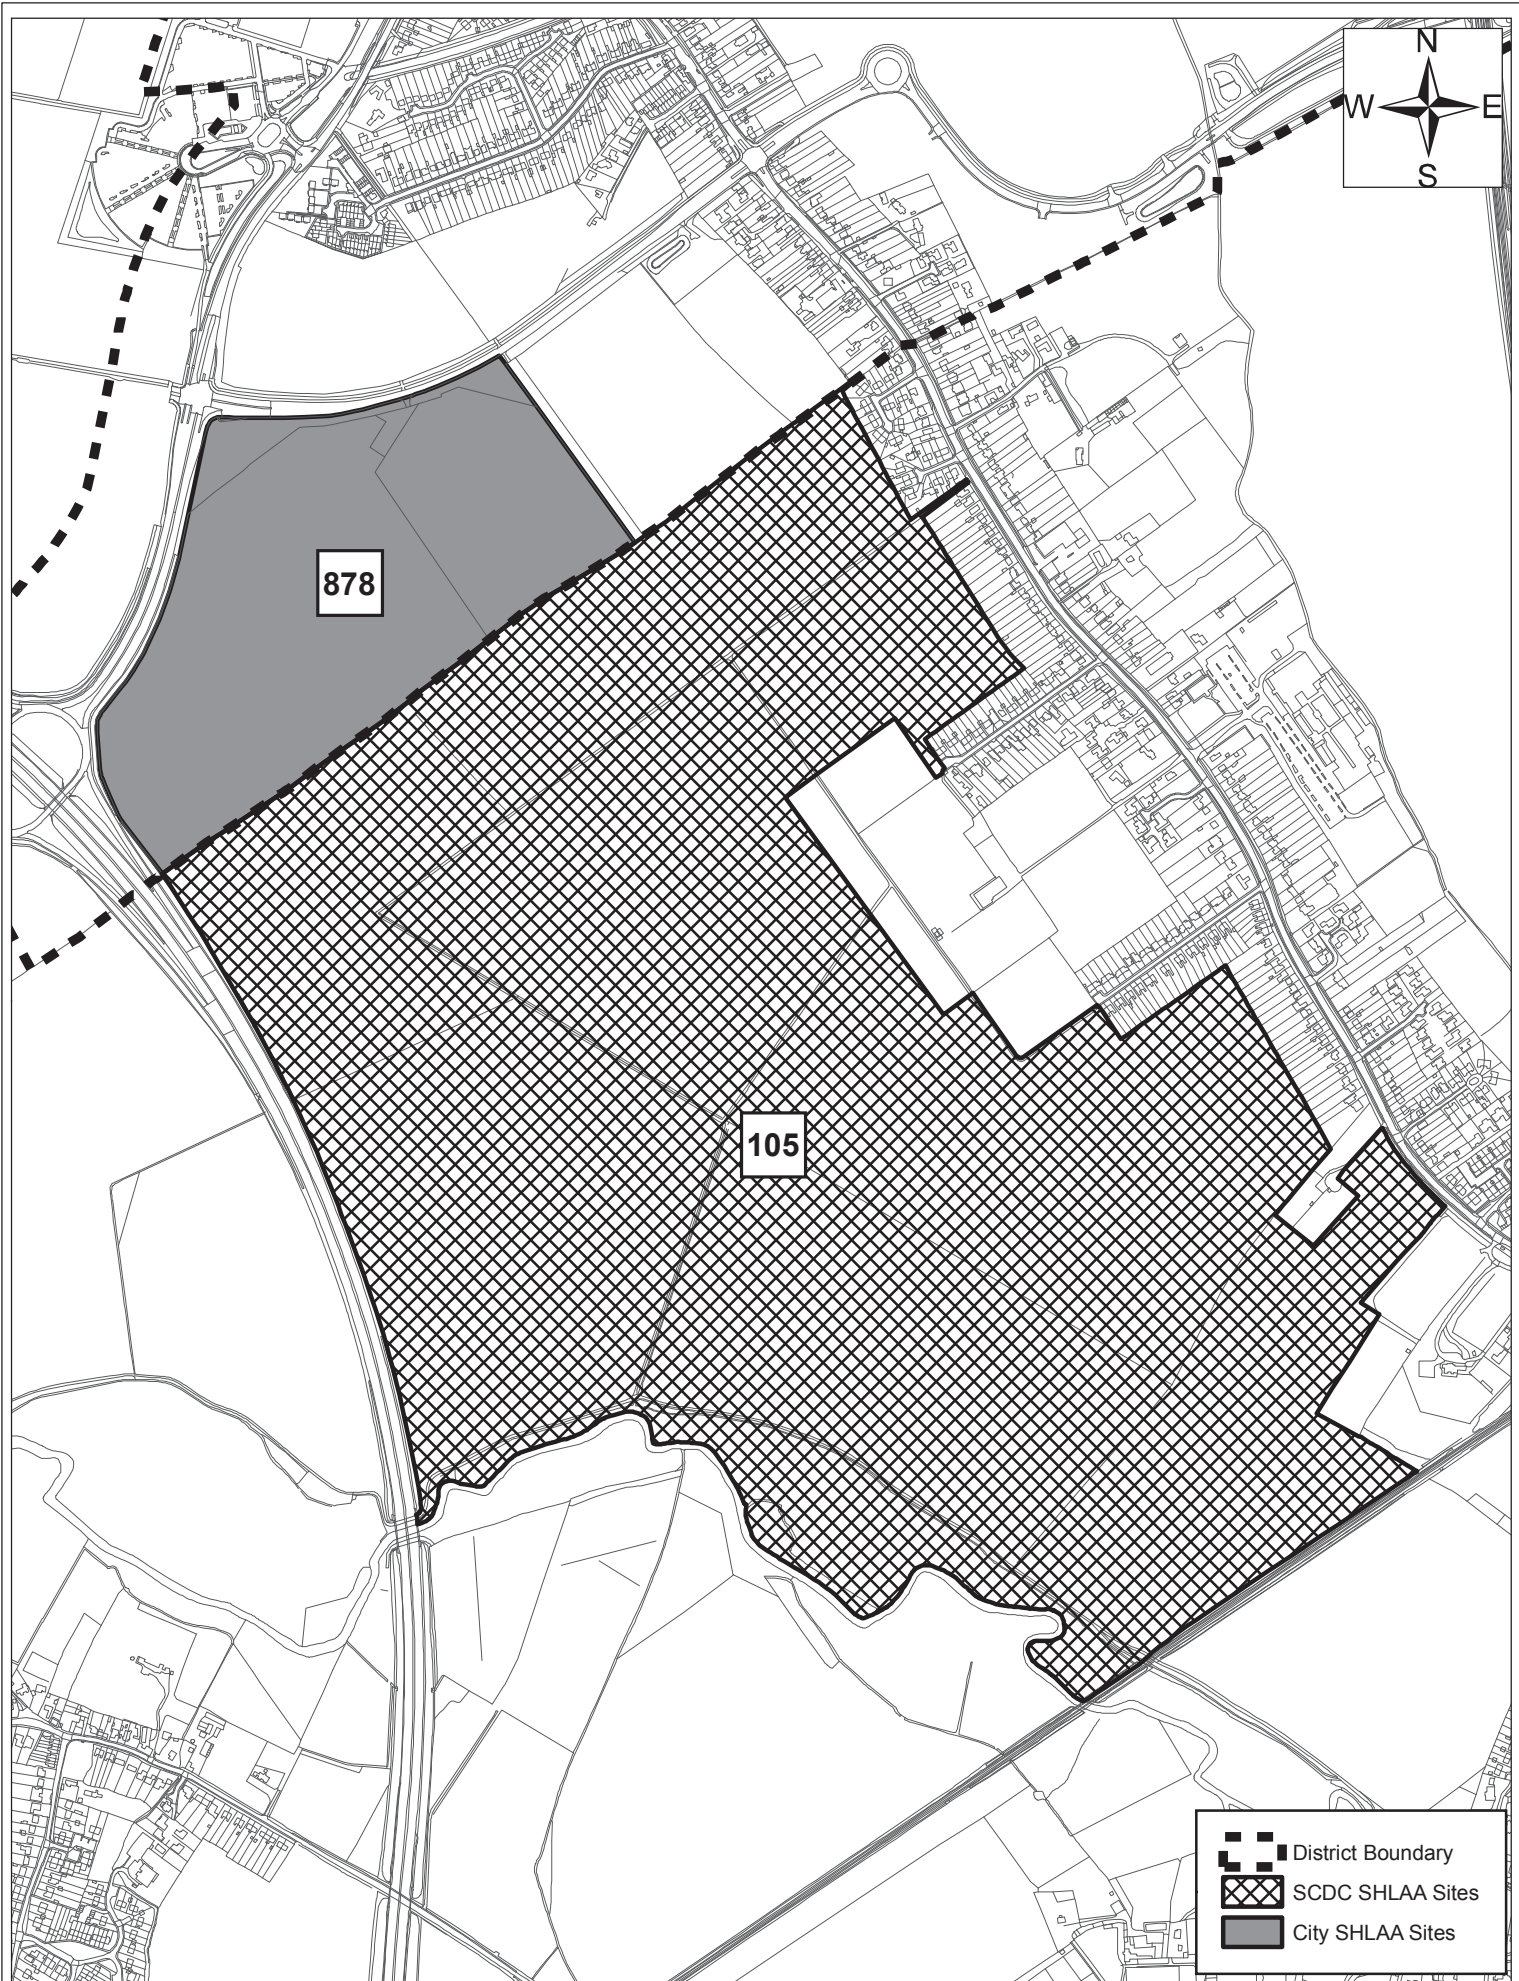 N
W E
S
878
105
District Boundary
SCDC SHLAA Sites
City SHLAA Sites